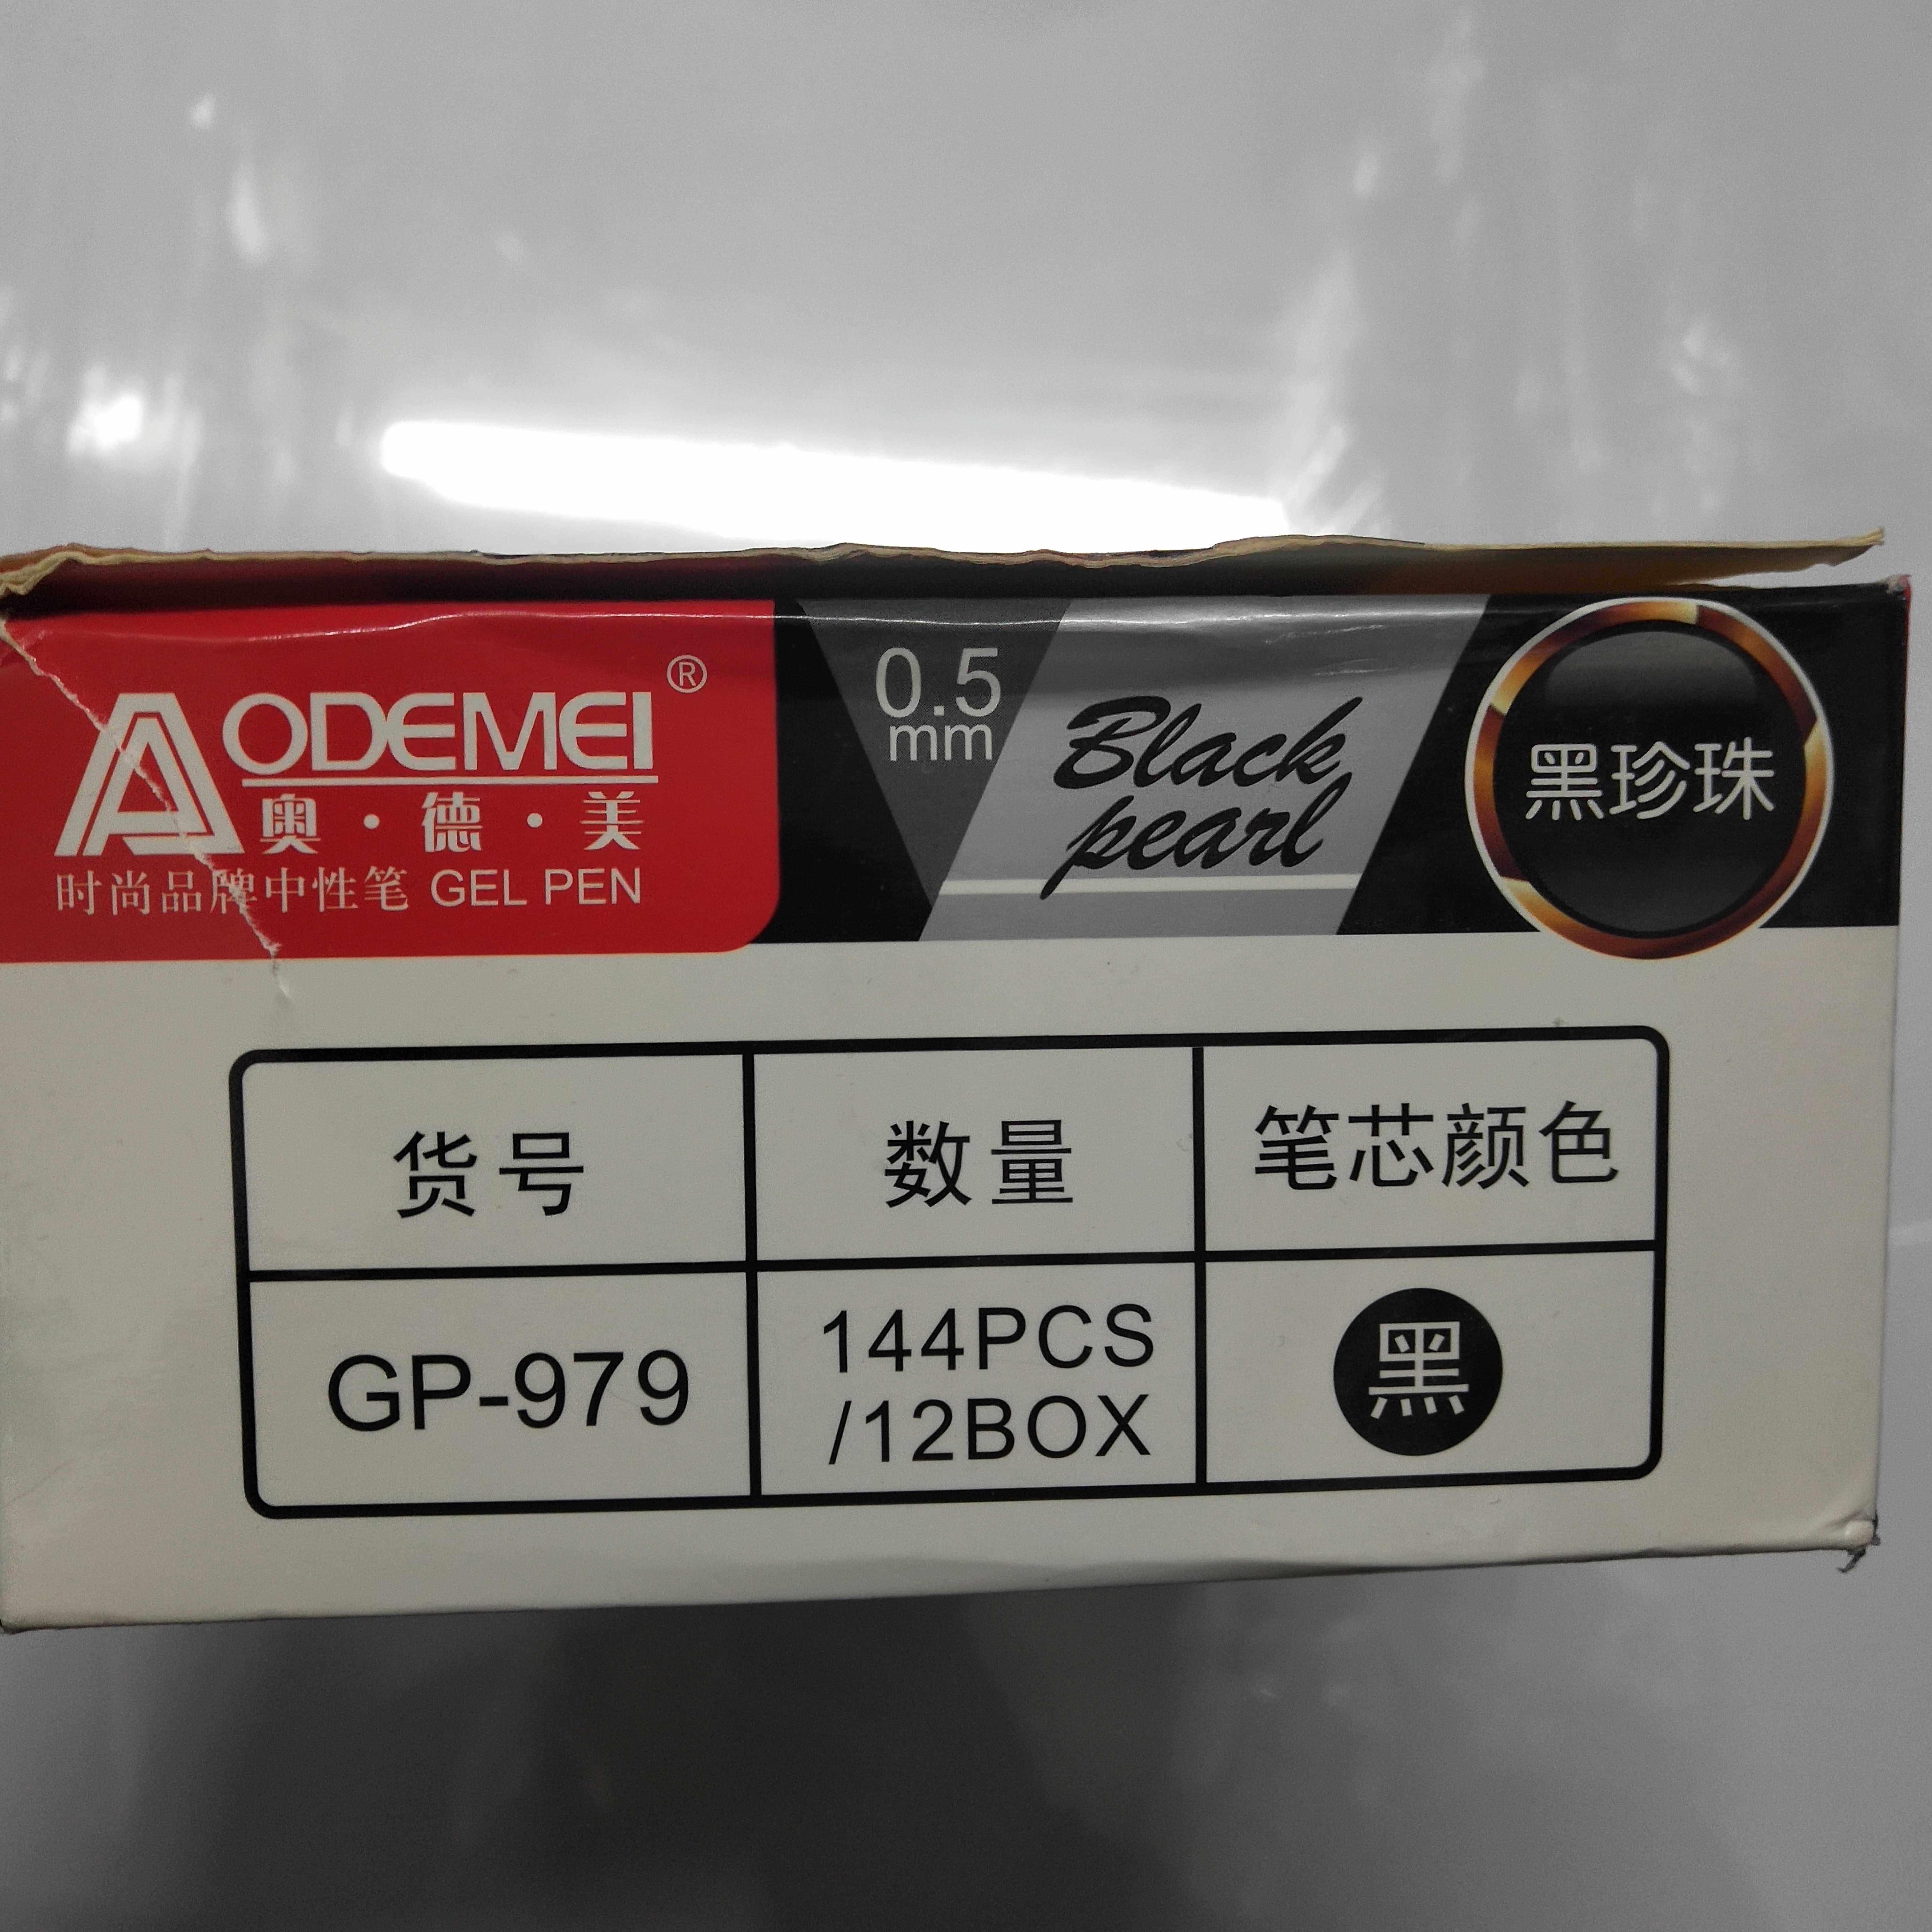 AODEMEI®
奥·德·美
时尚品牌中性笔 GEL PEN
0.5
mm
Black
pearl
黑珍珠
货号 数量 笔芯颜色
GP-979 144PCS
/12BOX 黑